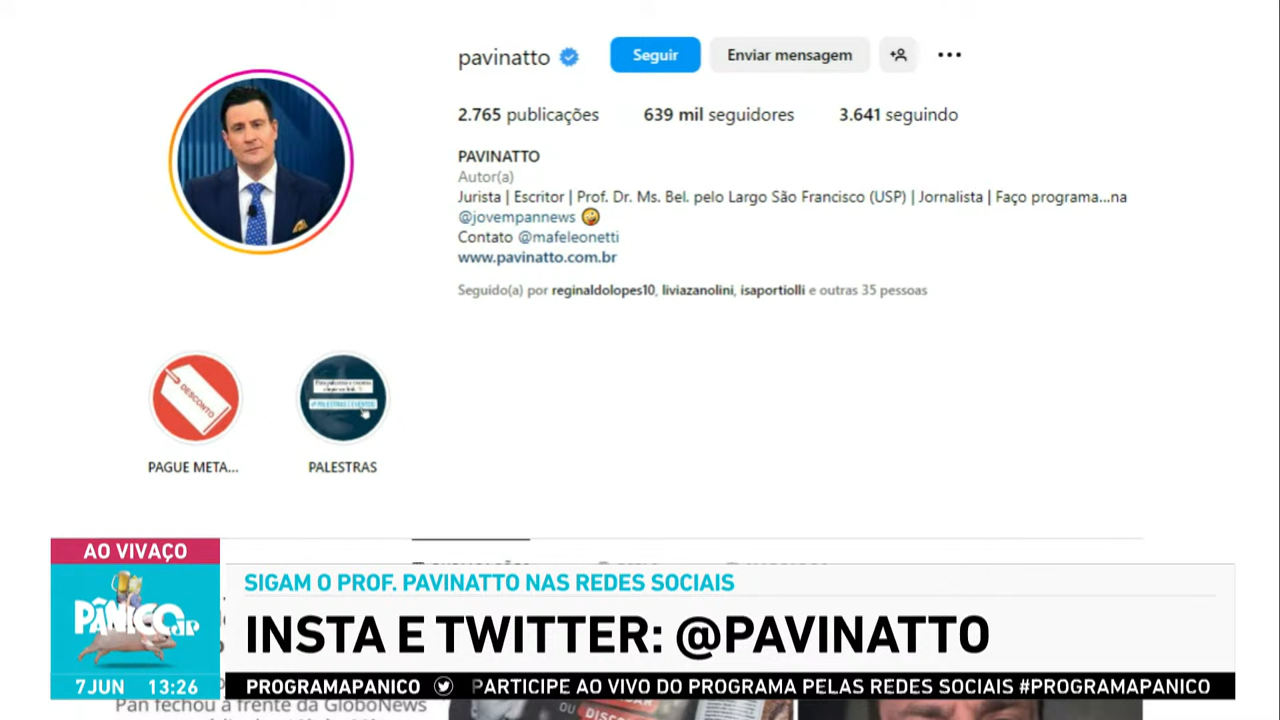 pavinatto
Seguir
Enviar mensagem
2.765 publicações 639 mil seguidores 3.641 seguindo
PAVINATTO
Autor(a)
Jurista | Escritor | Prof. Dr. Ms. Bel. pelo Largo São Francisco (USP) | Jornalista | Faço programa...na
@jovempannews 🤪
Contato @mafeleonetti
www.pavinatto.com.br
Seguido(a) por reginaldolopes10, liviazanolini, isaportiolli e outras 35 pessoas
DESCONTO
PAGUE META...
PALESTRAS
AO VIVAÇO
PÂNICO JP
7JUN 13:26
SIGAM O PROF. PAVINATTO NAS REDES SOCIAIS
INSTA E TWITTER: @PAVINATTO
PROGRAMAPANICO PARTICIPE AO VIVO DO PROGRAMA PELAS REDES SOCIAIS #PROGRAMAPANICO
Pan fechou a frente da GloboNews
OU